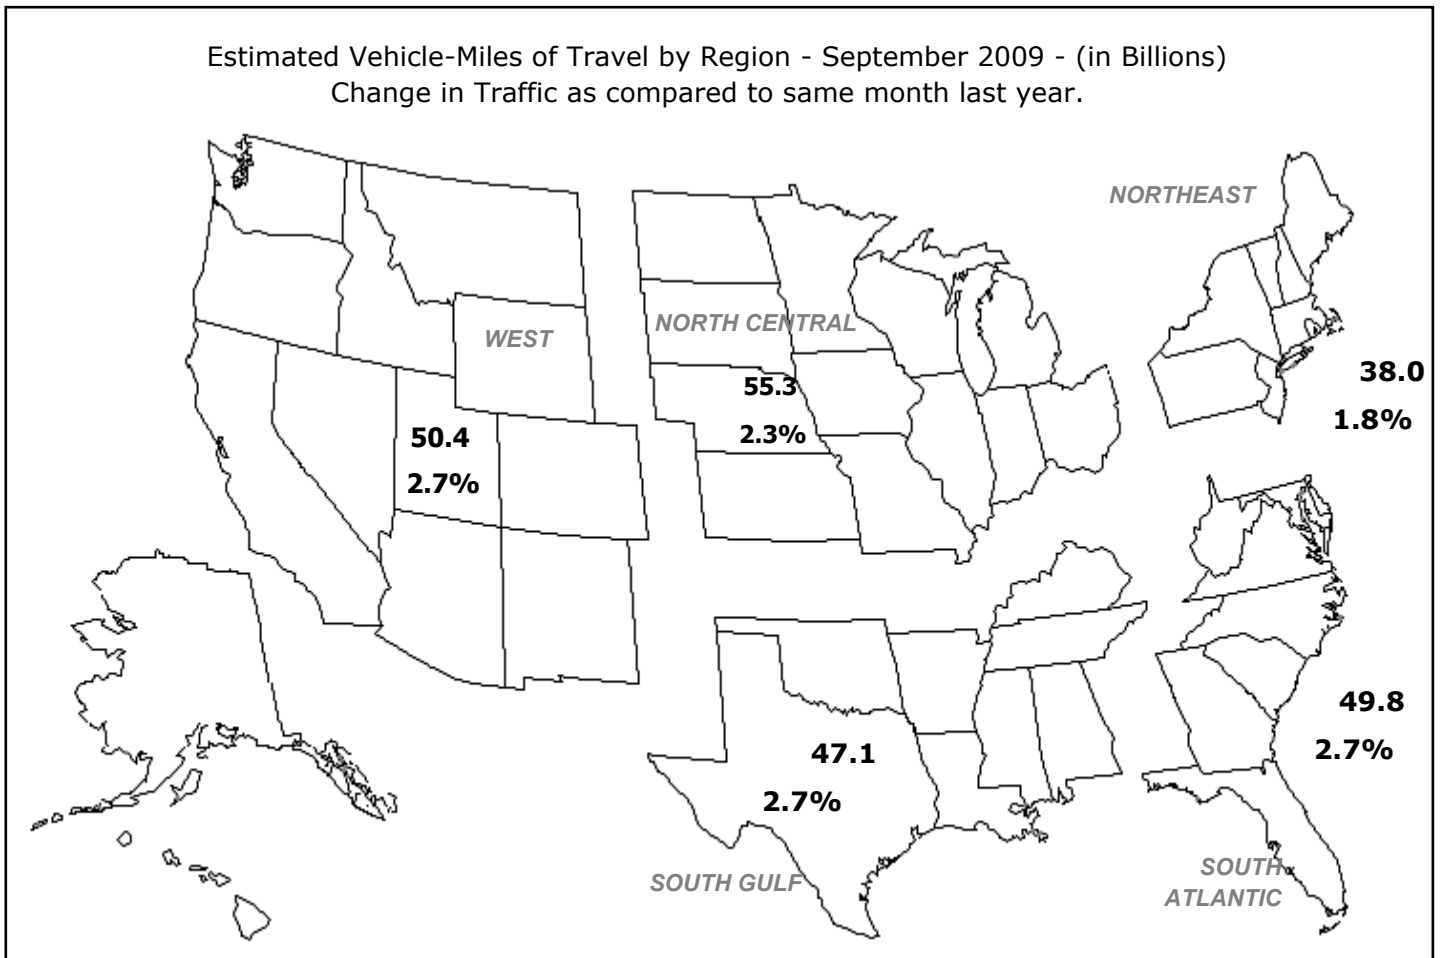 Estimated Vehicle-Miles of Travel by Region - September 2009 - (in Billions)
Change in Traffic as compared to same month last year.
NORTHEAST
WEST
NORTH CENTRAL
38.0
1.8%
55.3
2.3%
50.4
2.7%
49.8
2.7%
47.1
2.7%
SOUTH GULF
SOUTH
ATLANTIC